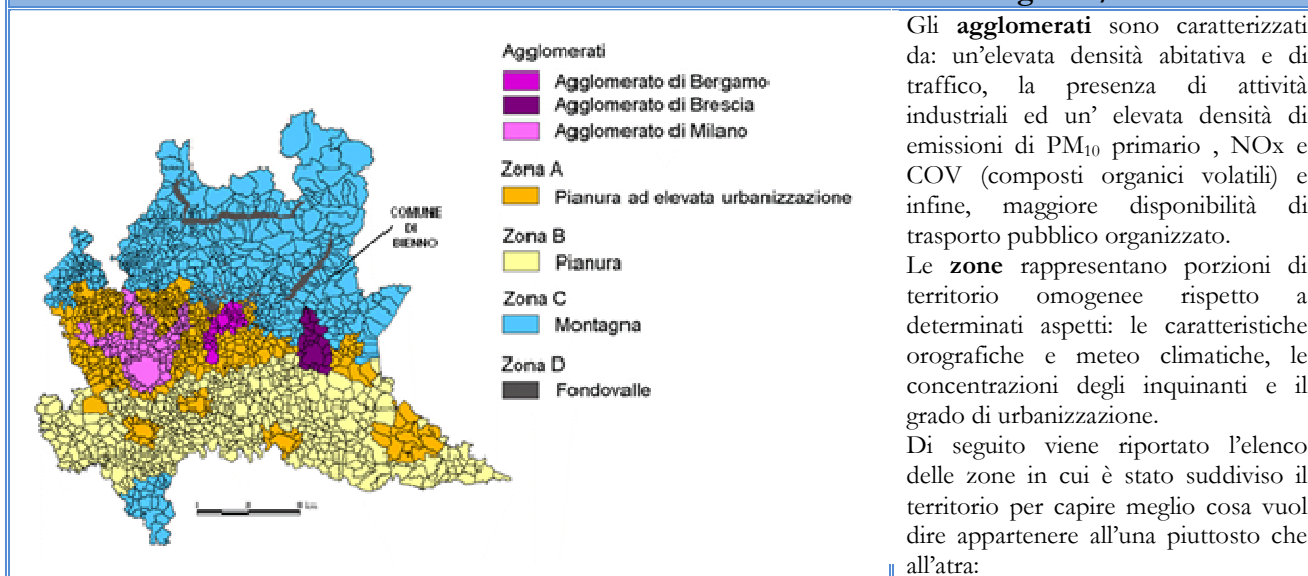 Agglomerati
Agglomerato di Bergamo
Agglomerato di Brescia
Agglomerato di Milano
Zona A
Pianura ad elevata urbanizzazione
Zona B
Pianura
Zona C
Montagna
Zona D
Fondovalle
COMUNE
DI
BIENNO
Gli agglomerati sono caratterizzati
da: un'elevata densità abitativa e di
traffico, la presenza di attività
industriali ed un' elevata densità di
emissioni di PM₁₀ primario , NOx e
COV (composti organici volatili) e
infine, maggiore disponibilità di
trasporto pubblico organizzato.
Le zone rappresentano porzioni di
territorio omogenee rispetto a
determinati aspetti: le caratteristiche
orografiche e meteo climatiche, le
concentrazioni degli inquinanti e il
grado di urbanizzazione.
Di seguito viene riportato l'elenco
delle zone in cui è stato suddiviso il
territorio per capire meglio cosa vuol
dire appartenere all'una piuttosto che
all'atra: